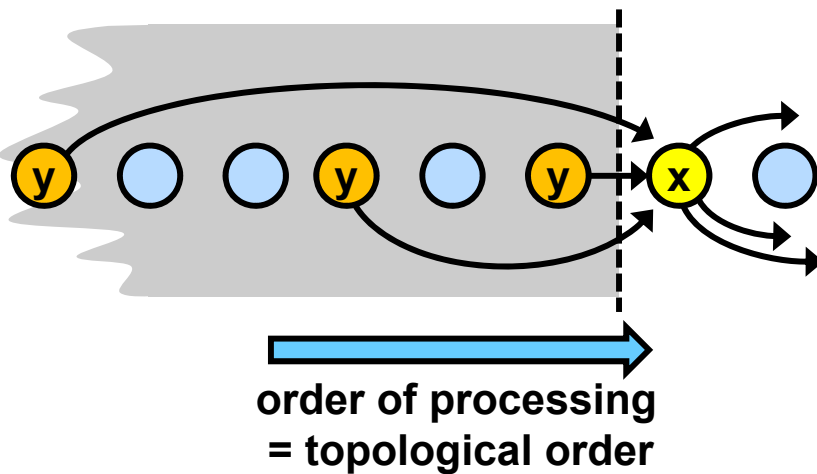 y y y x
order of processing
= topological order